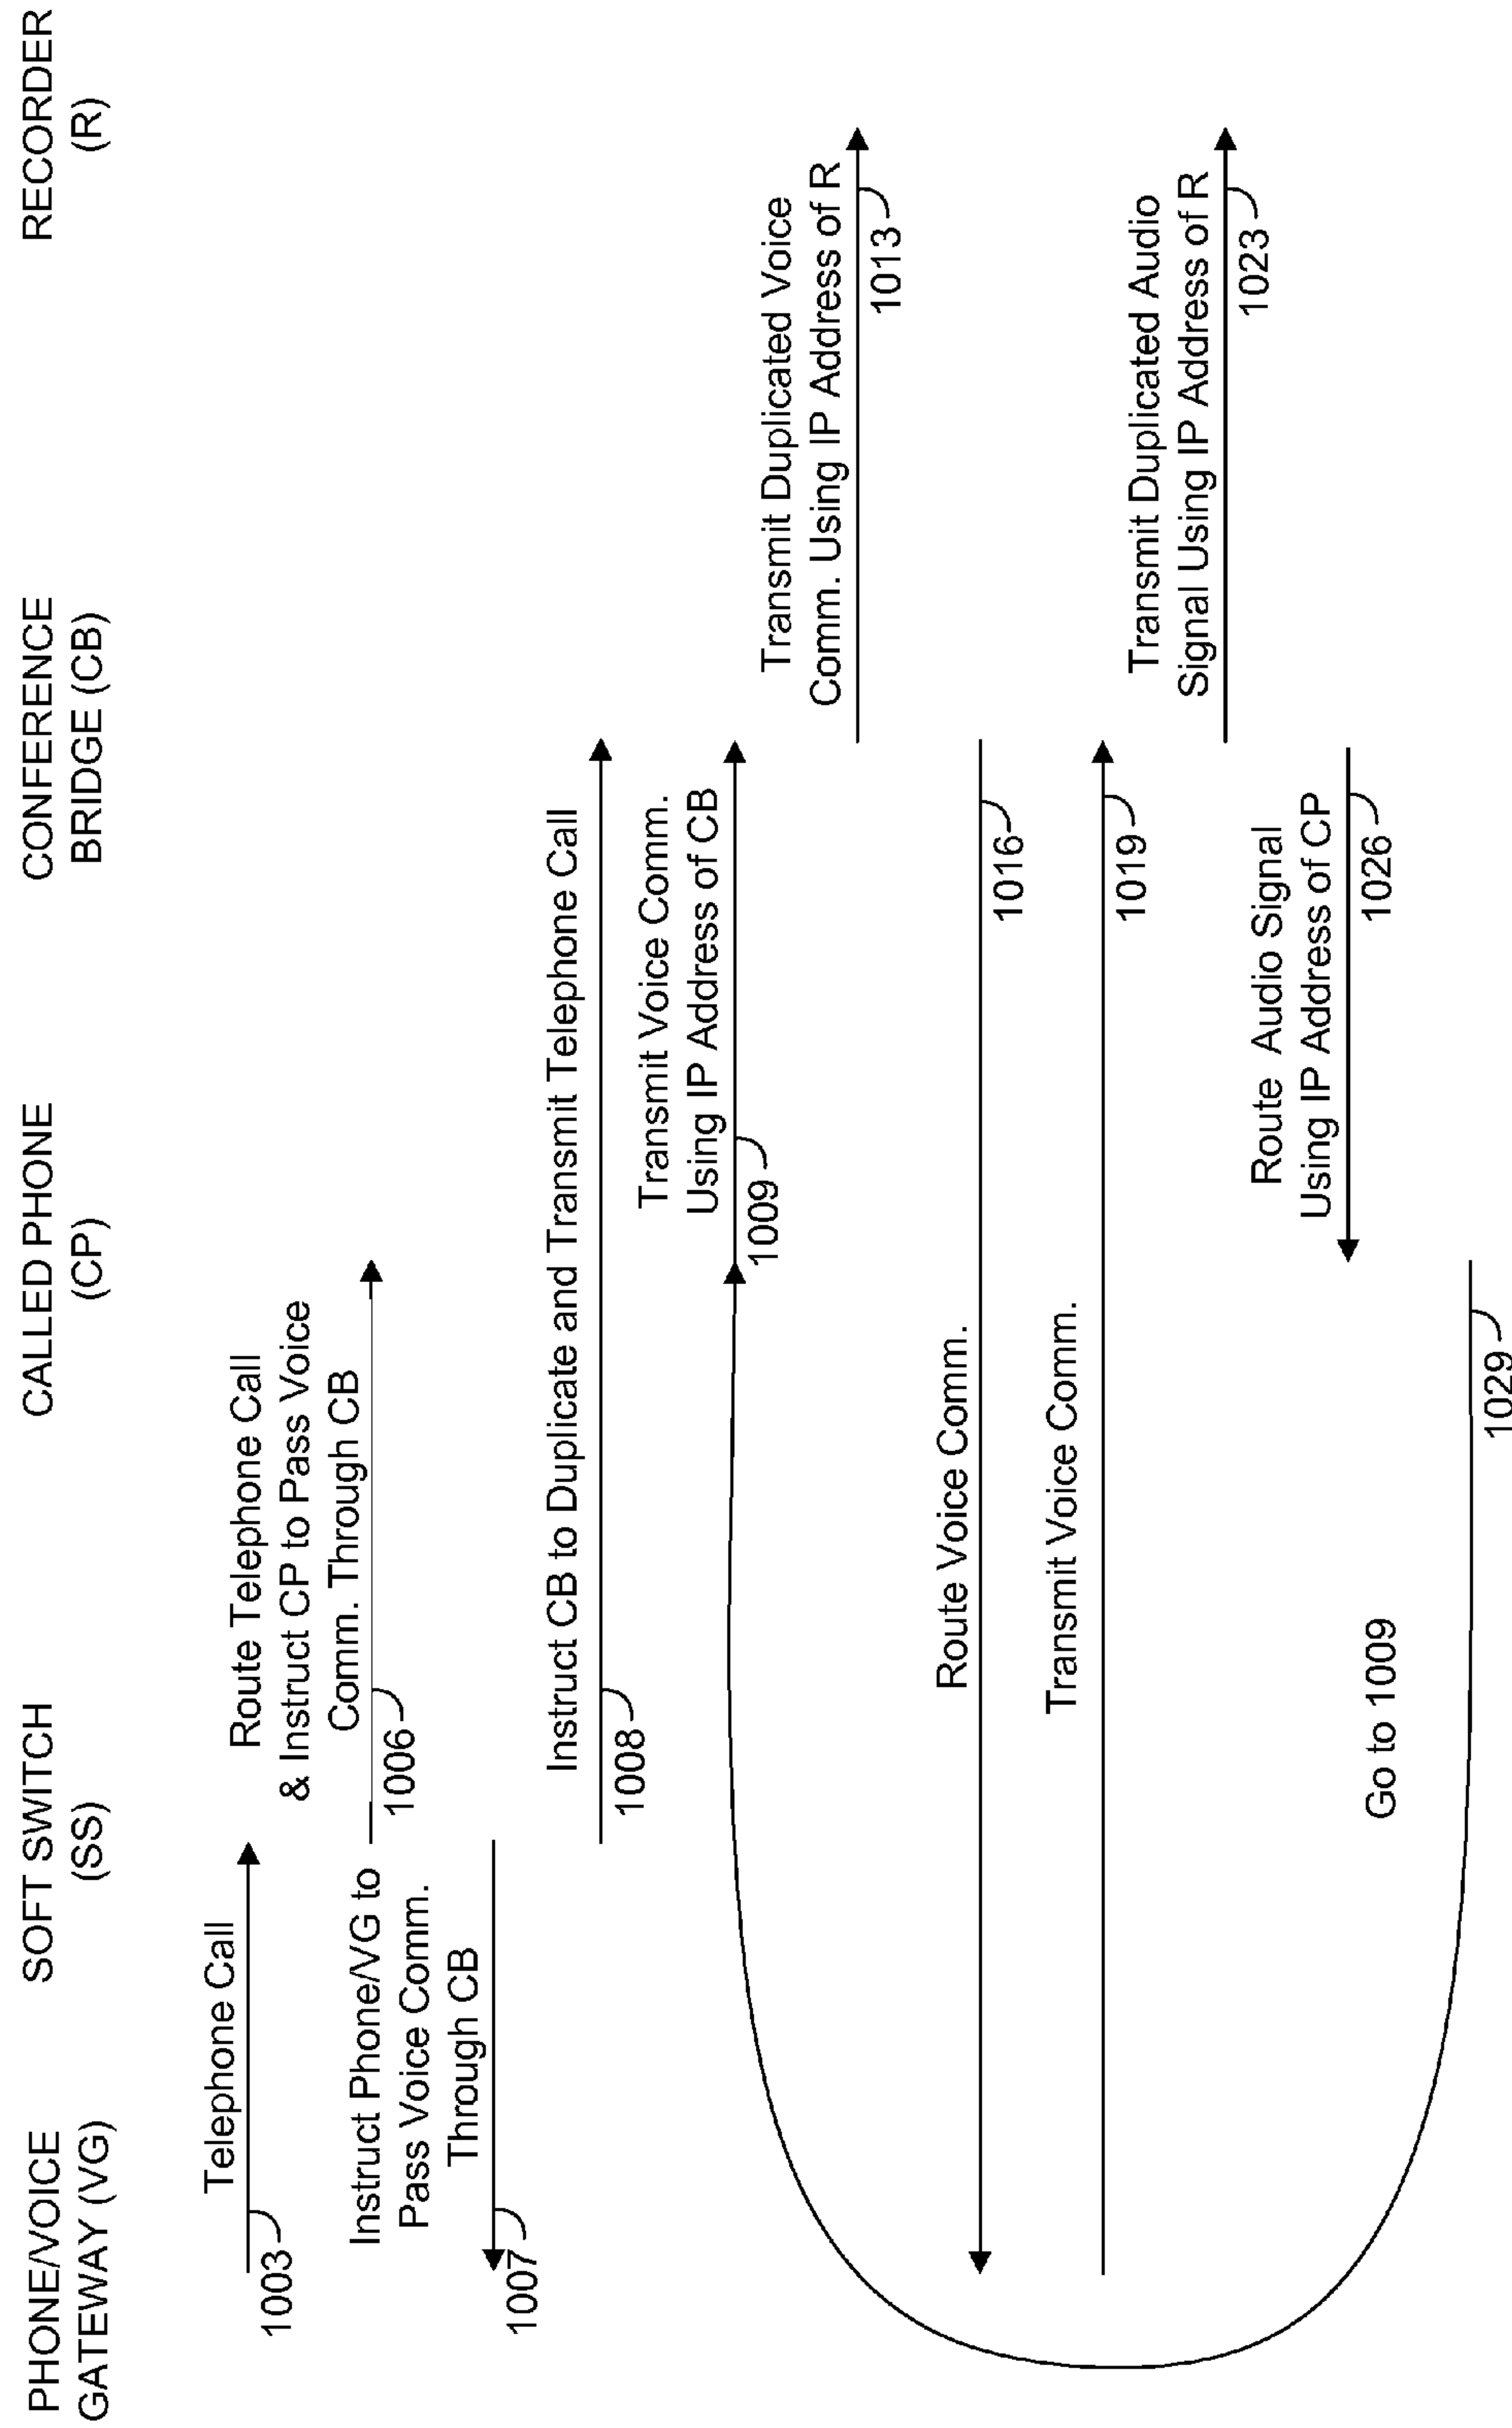 PHONE/VOICE
GATEWAY (VG)
SOFT SWITCH
(SS)
CALLED PHONE
(CP)
CONFERENCE
BRIDGE (CB)
RECORDER
(R)
Telephone Call
1003
Route Telephone Call
& Instruct CP to Pass Voice
Comm. Through CB
1006
Instruct Phone/VG to
Pass Voice Comm.
Through CB
1007
Instruct CB to Duplicate and Transmit Telephone Call
1008
Transmit Voice Comm.
Using IP Address of CB
1009
Transmit Duplicated Voice
Comm. Using IP Address of R
1013
Route Voice Comm.
1016
Transmit Voice Comm.
1019
Transmit Duplicated Audio
Signal Using IP Address of R
1023
Route Audio Signal
Using IP Address of CP
1026
Go to 1009
1029